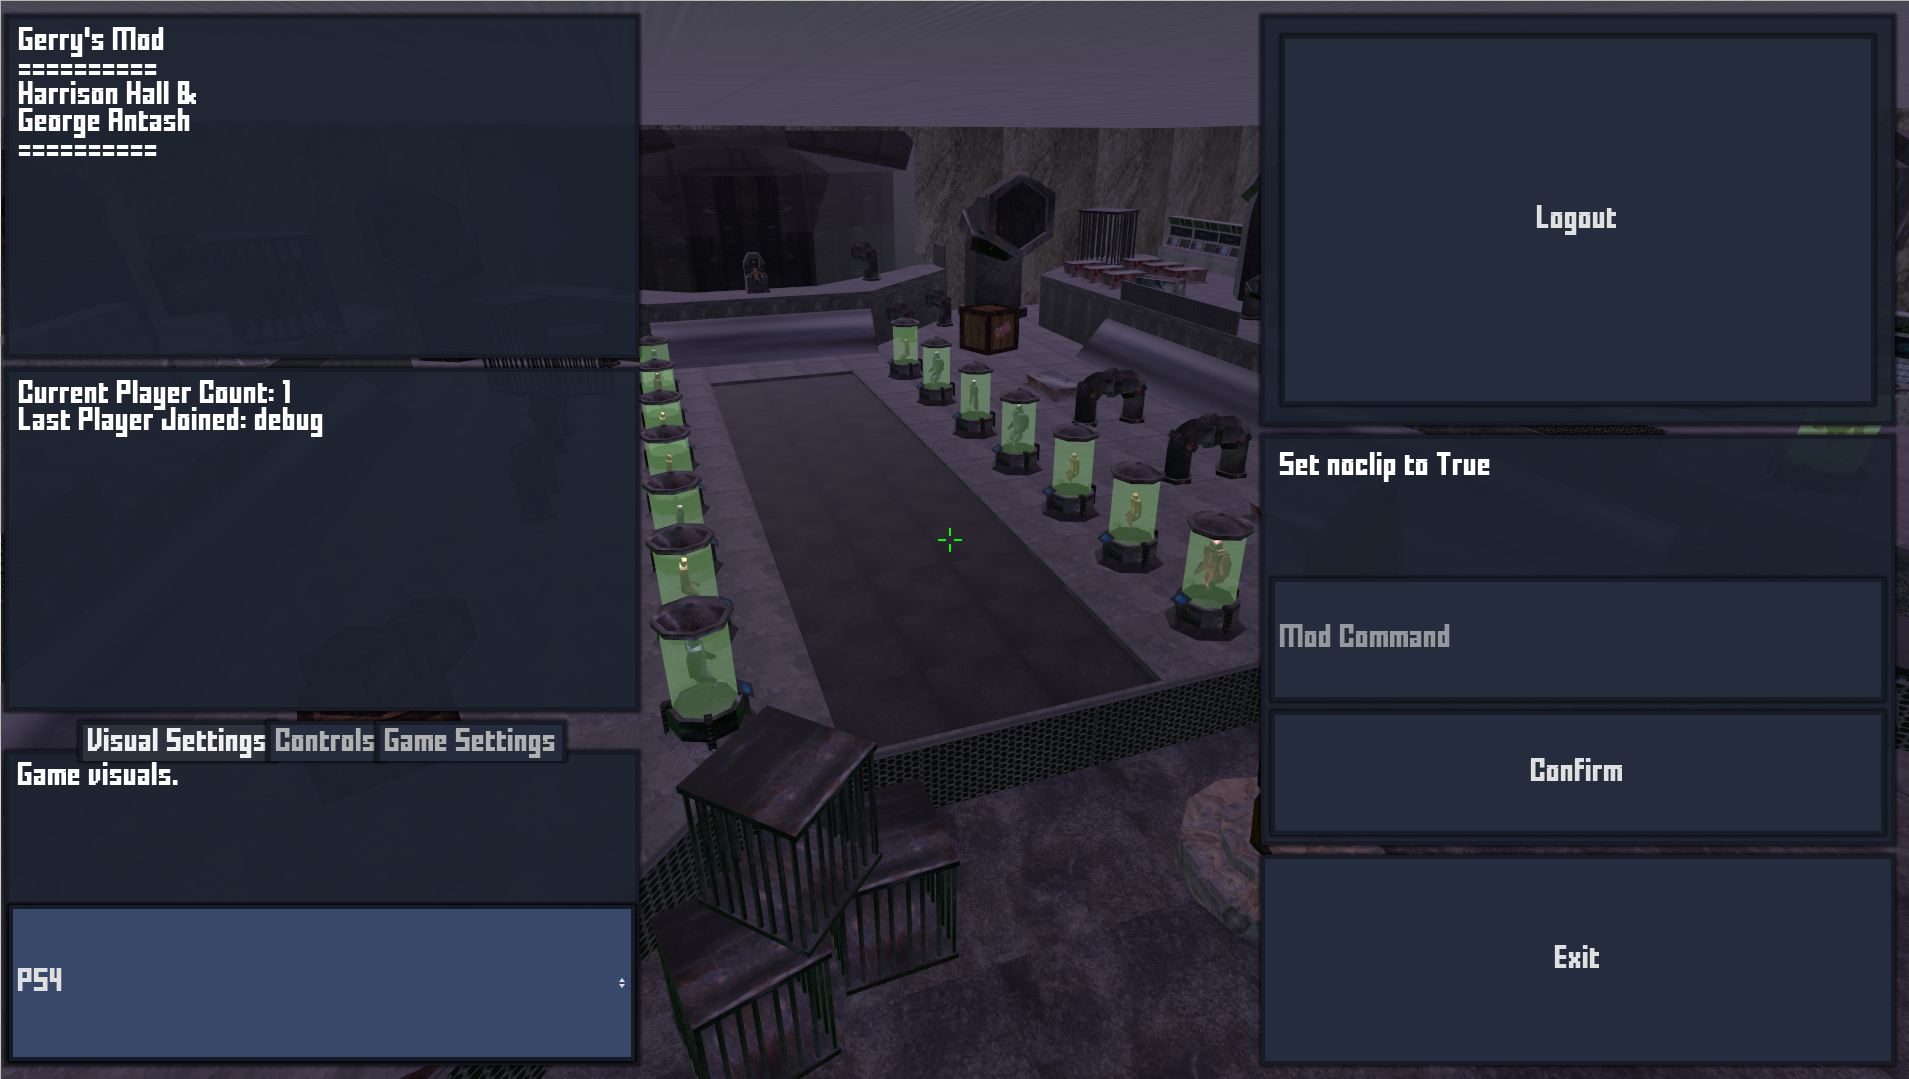 Gerry's Mod
==========
Harrison Hall &
George Antash
==========
Current Player Count: 1
Last Player Joined: debug
Visual Settings
Controls
Game Settings
Game visuals.
PS4
Logout
Set noclip to True
Mod Command
Confirm
Exit